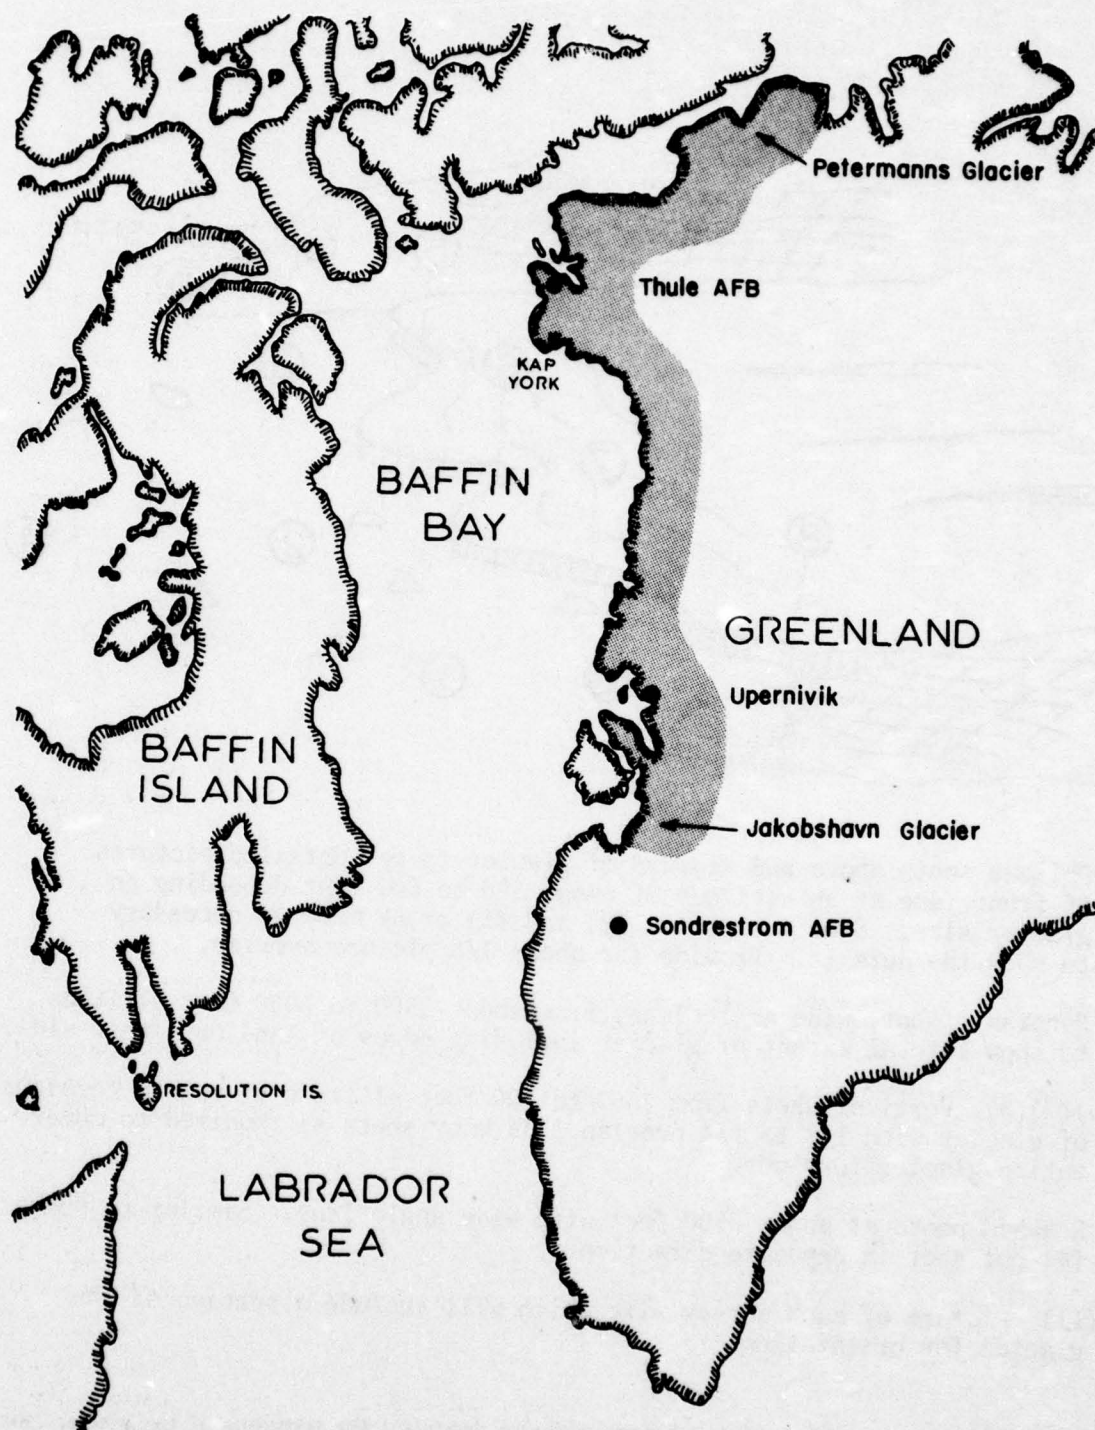 Petermanns Glacier
Thule AFB
KAP
YORK
BAFFIN
BAY
GREENLAND
Upernivik
BAFFIN
ISLAND
Jakobshavn Glacier
Sondrestrom AFB
RESOLUTION IS.
LABRADOR
SEA